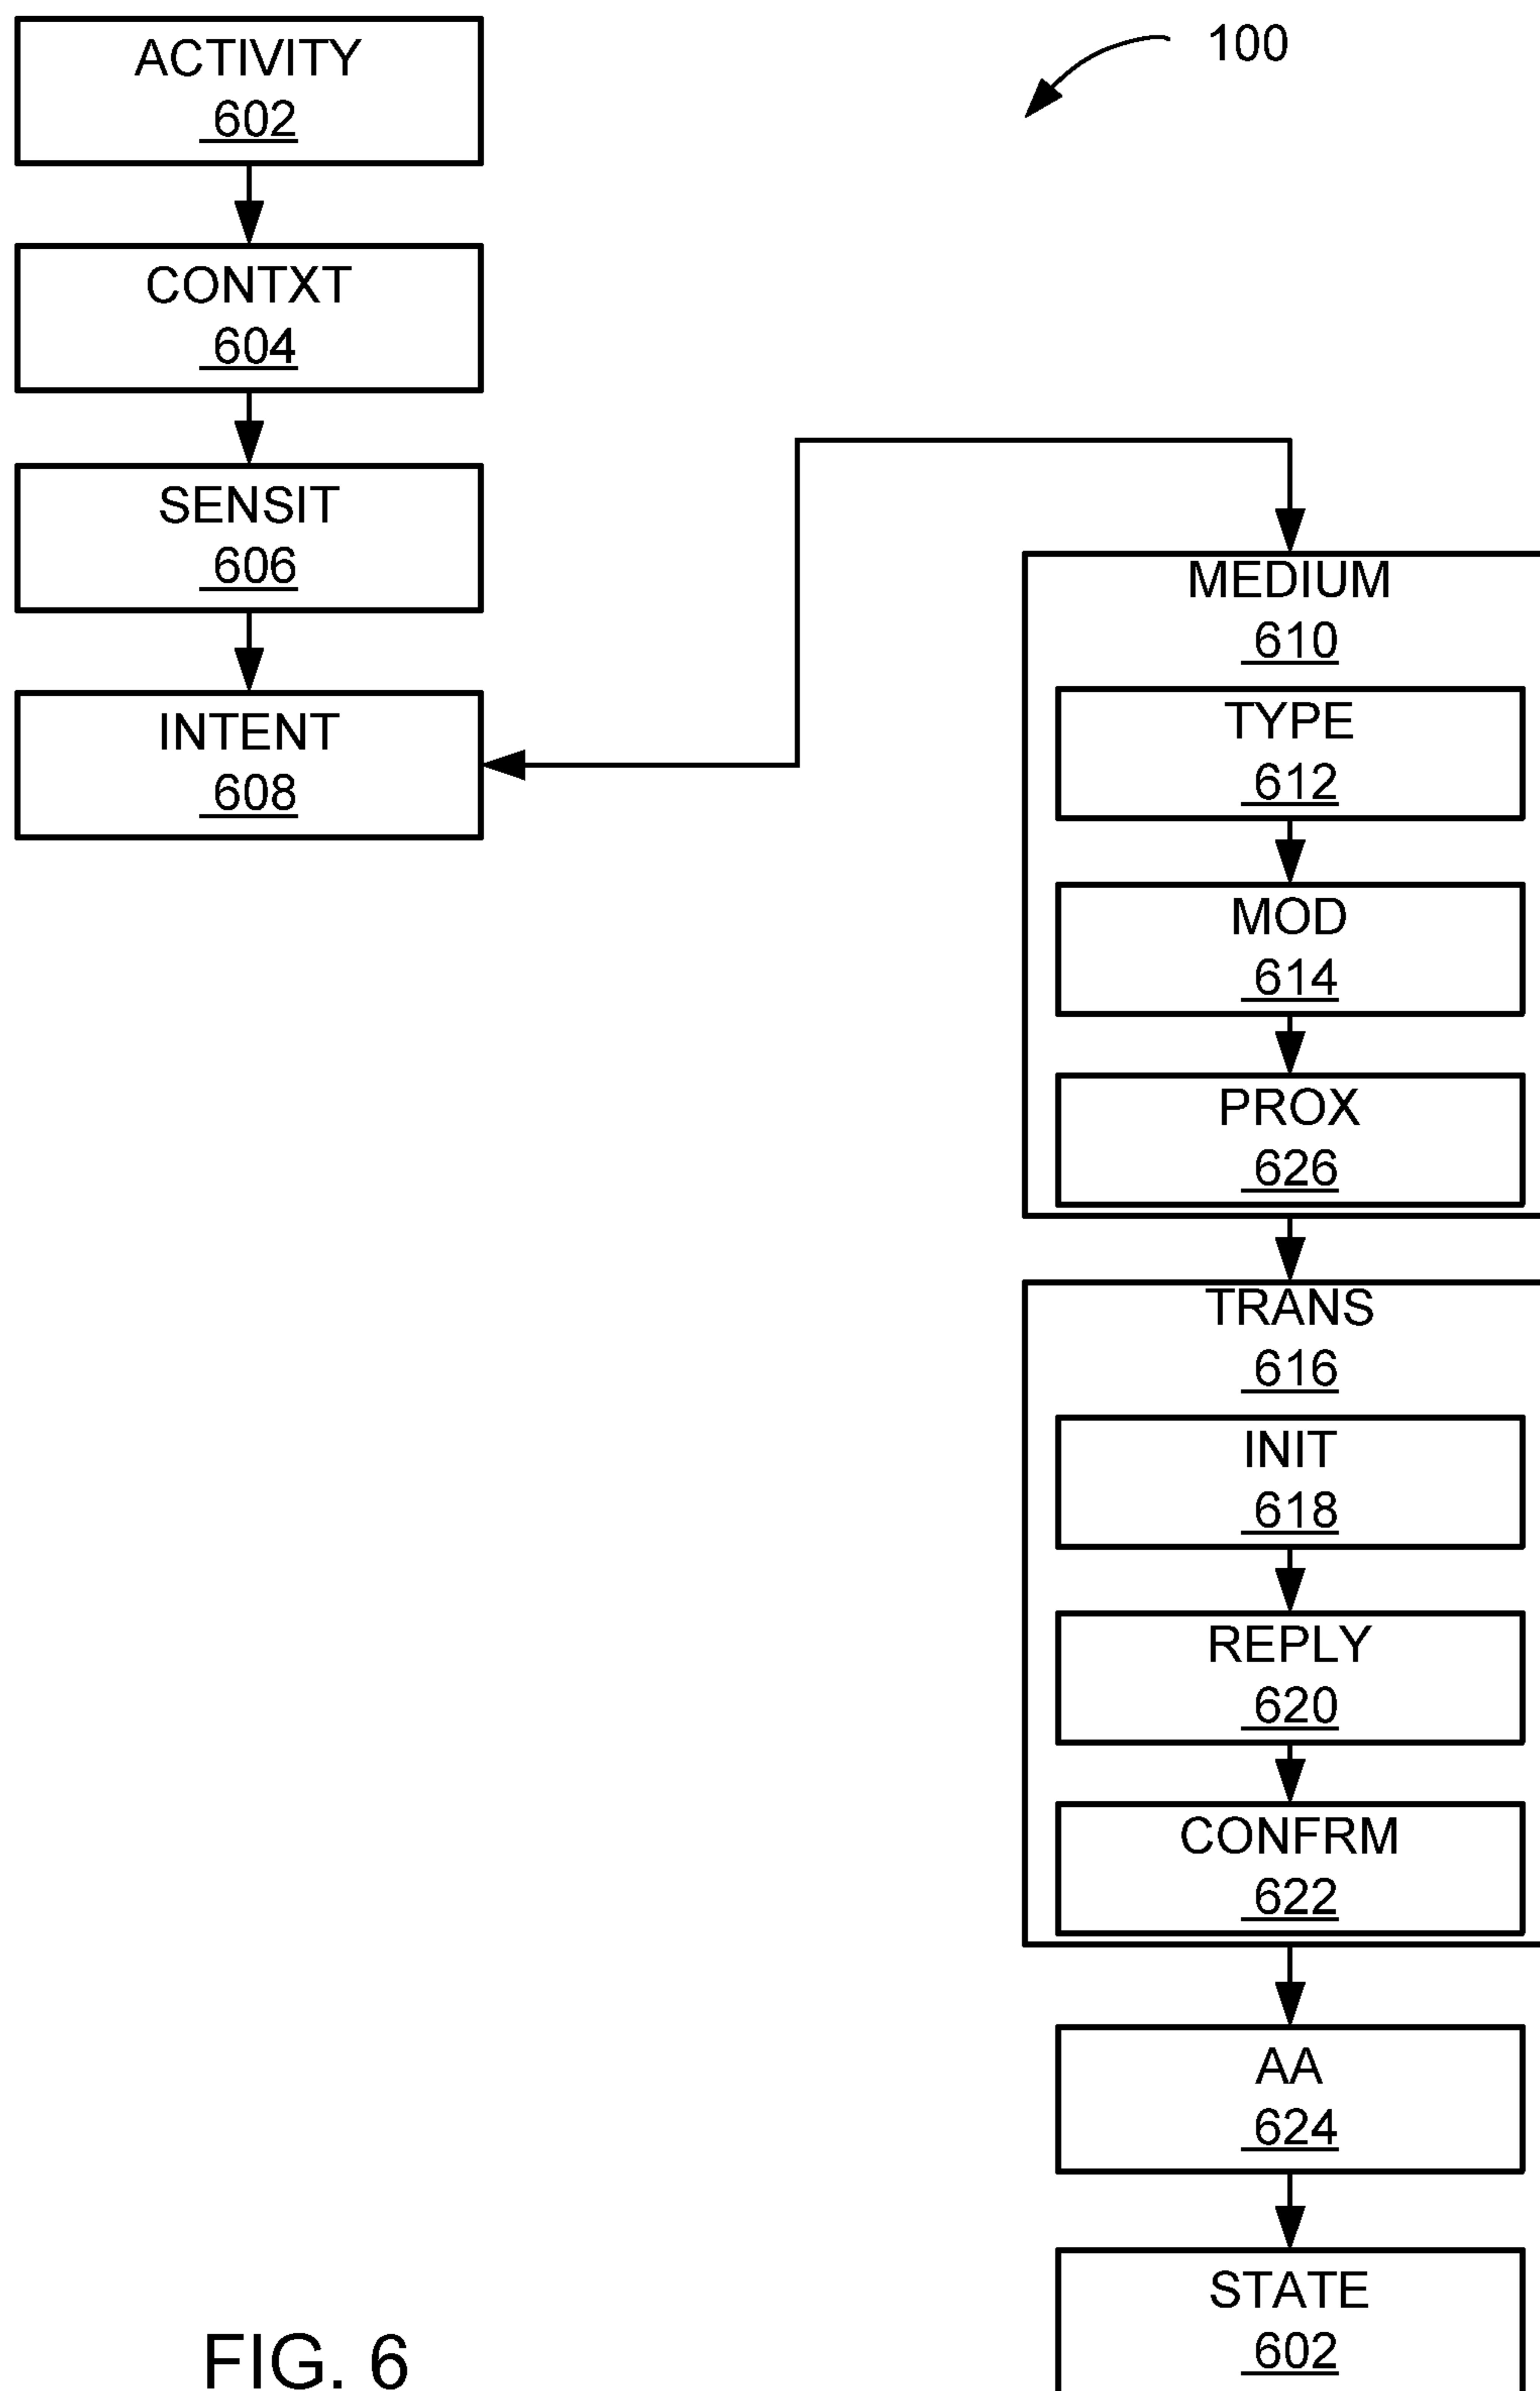 100
ACTIVITY
602
CONTXT
604
SENSIT
606
INTENT
608
MEDIUM
610
TYPE
612
MOD
614
PROX
626
TRANS
616
INIT
618
REPLY
620
CONFRM
622
AA
624
STATE
602
FIG. 6